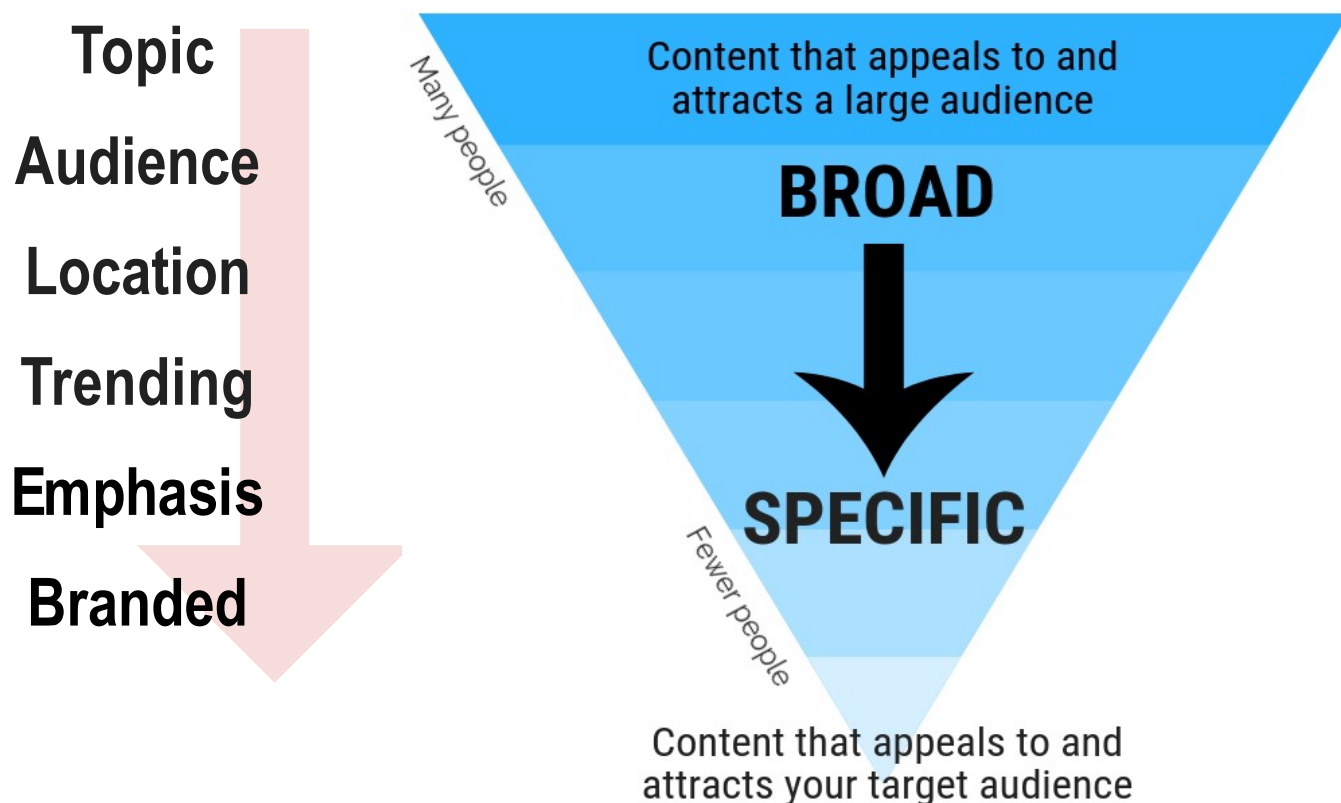 Topic
Audience
Location
Trending
Emphasis
Branded
Many people
Content that appeals to and
attracts a large audience
BROAD
SPECIFIC
Fewer people
Content that appeals to and
attracts your target audience